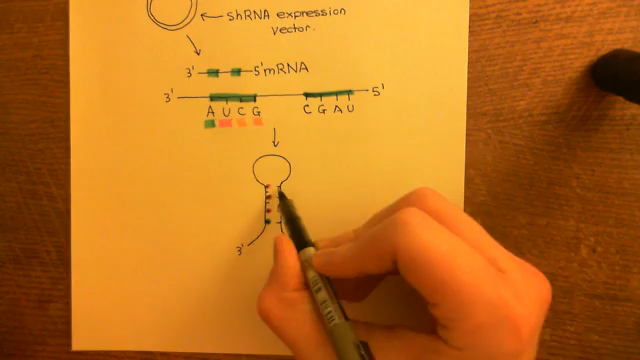 shRNA expression
vector.
3' 5' mRNA
3' 5'
A U C G C G A U
3'